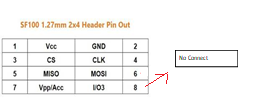 SF100 1.27mm 2x4 Header Pin Out
1 Vcc GND 2
3 CS CLK 4
5 MISO MOSI 6
7 Vpp/Acc I/O3 8
No Connect